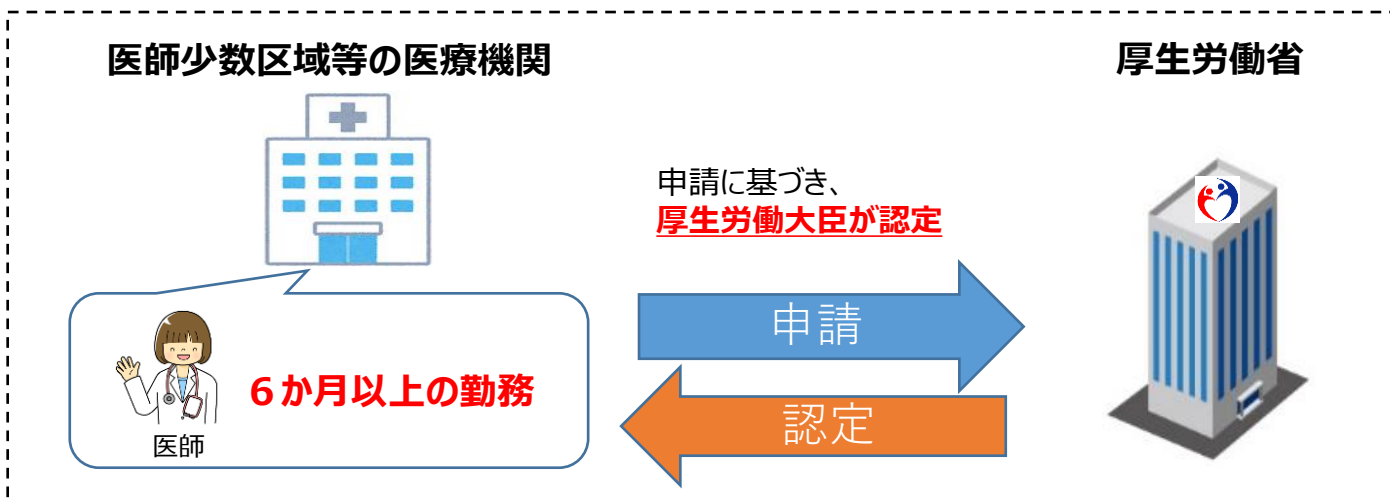 医師少数区域等の医療機関
厚生労働省
申請に基づき、
厚生労働大臣が認定
申請
６か月以上の勤務
認定
医師